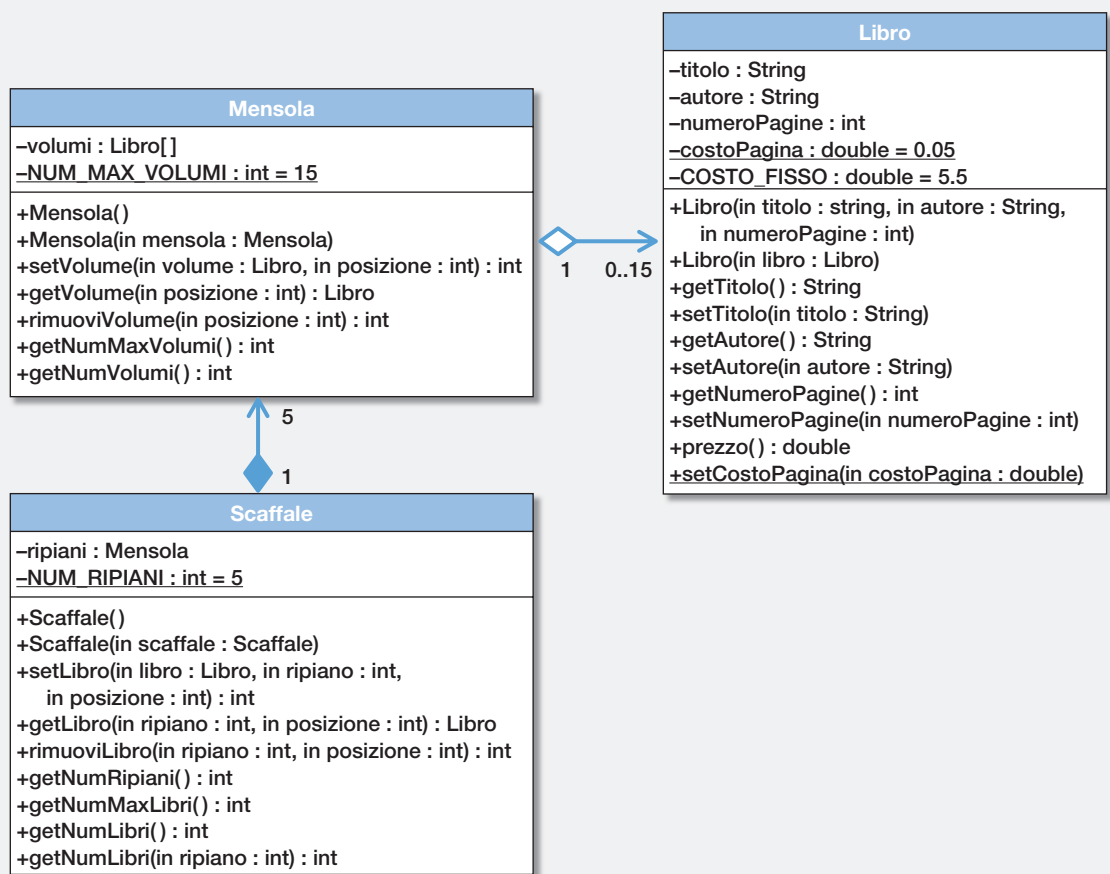 Libro
–titolo : String
–autore : String
–numeroPagine : int
–costoPagina : double = 0.05
–COSTO_FISSO : double = 5.5
+Libro(in titolo : string, in autore : String,
in numeroPagine : int)
+Libro(in libro : Libro)
+getTitolo() : String
+setTitolo(in titolo : String)
+getAutore() : String
+setAutore(in autore : String)
+getNumeroPagine() : int
+setNumeroPagine(in numeroPagine : int)
+prezzo() : double
+setCostoPagina(in costoPagina : double)
Mensola
–volumi : Libro[]
–NUM_MAX_VOLUMI : int = 15
+Mensola()
+Mensola(in mensola : Mensola)
+setVolume(in volume : Libro, in posizione : int) : int
+getVolume(in posizione : int) : Libro
+rimuoviVolume(in posizione : int) : int
+getNumMaxVolumi() : int
+getNumVolumi() : int
1 0..15
5
1
Scaffale
–ripiani : Mensola
–NUM_RIPIANI : int = 5
+Scaffale()
+Scaffale(in scaffale : Scaffale)
+setLibro(in libro : Libro, in ripiano : int,
in posizione : int) : int
+getLibro(in ripiano : int, in posizione : int) : Libro
+rimuoviLibro(in ripiano : int, in posizione : int) : int
+getNumRipiani() : int
+getNumMaxLibri() : int
+getNumLibri() : int
+getNumLibri(in ripiano : int) : int